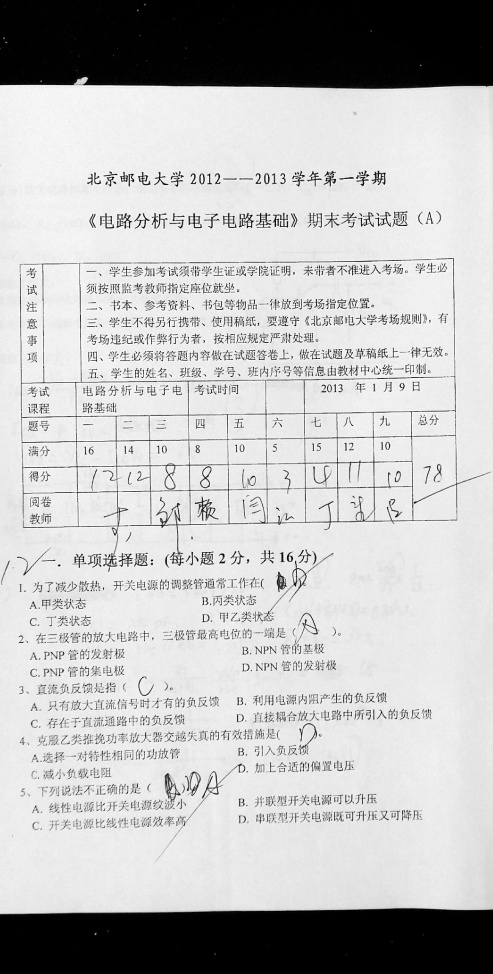 北京邮电大学 2012——2013 学年第一学期
《电路分析与电子电路基础》期末考试试题（A）
考试注意事项
一、学生参加考试须带学生证或学院证明，未带者不准进入考场。学生必
须按照监考教师指定座位就坐。
二、书本、参考资料、书包等物品一律放到考场指定位置。
三、学生不得另行携带、使用稿纸，要遵守《北京邮电大学考场规则》，有
考场违纪或作弊行为者，按相应规定严肃处理。
四、学生必须将答题内容做在试题答卷上，做在试题及草稿纸上一律无效。
五、学生的姓名、班级、学号、班内序号等信息由教材中心统一印制。
考试课程 电路分析与电子电路基础 考试时间 2013 年 1 月 9 日
题号 一 二 三 四 五 六 七 八 九 总分
满分 16 14 10 8 10 5 15 12 10
得分 12 12 8 8 10 3 4 11 10 78
阅卷教师 邹 赖 闫 江 丁
12 一．单项选择题：(每小题 2 分，共 16 分)
1. 为了减少散热，开关电源的调整管通常工作在(
A.甲类状态 B.丙类状态
C. 丁类状态 D. 甲乙类状态
2、在三极管的放大电路中，三极管最高电位的一端是（ A ）。
A. PNP 管的发射极 B. NPN 管的基极
C. PNP 管的集电极 D. NPN 管的发射极
3、直流负反馈是指（ C ）。
A. 只有放大直流信号时才有的负反馈 B. 利用电源内阻产生的负反馈
C. 存在于直流通路中的负反馈 D. 直接耦合放大电路中所引入的负反馈
4、克服乙类推挽功率放大器交越失真的有效措施是( D )。
A.选择一对特性相同的功放管 B. 引入负反馈
C. 减小负载电阻 D. 加上合适的偏置电压
5、下列说法不正确的是（ A
A. 线性电源比开关电源纹波小 B. 并联型开关电源可以升压
C. 开关电源比线性电源效率高 D. 串联型开关电源既可升压又可降压